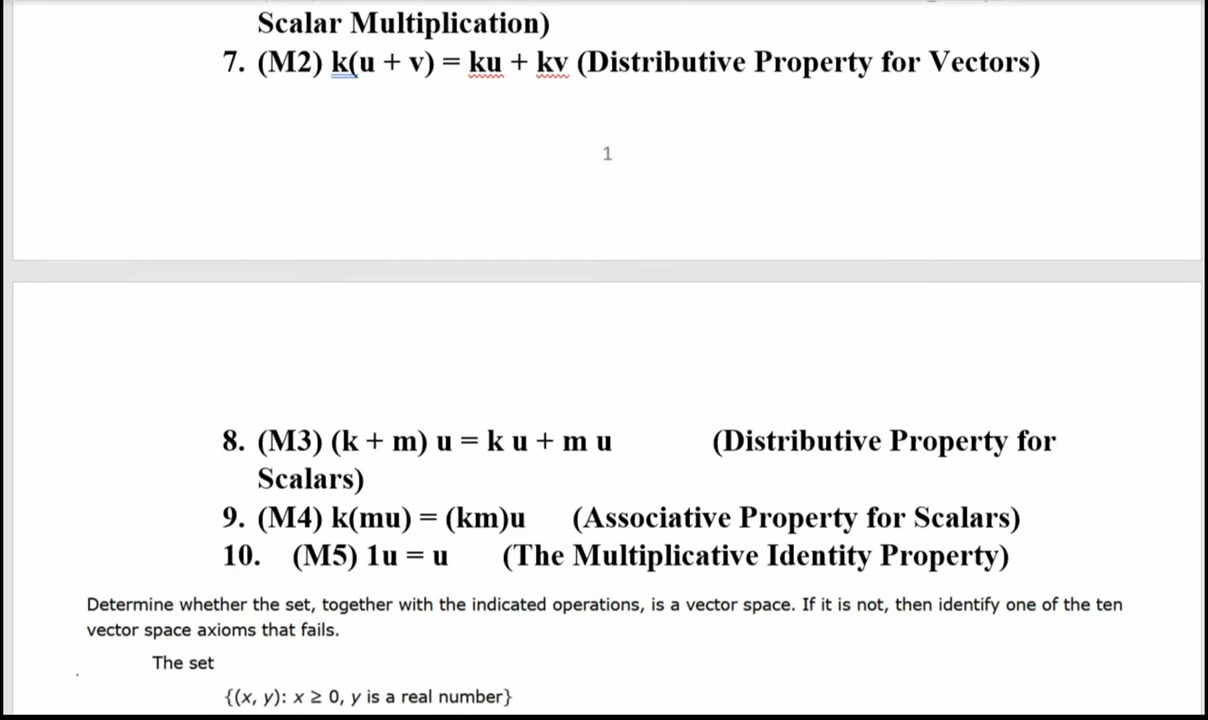 Scalar Multiplication)
7. (M2) k(u + v) = ku + kv (Distributive Property for Vectors)
1
8. (M3) (k + m) u = k u + m u (Distributive Property for
Scalars)
9. (M4) k(mu) = (km)u (Associative Property for Scalars)
10. (M5) 1u = u (The Multiplicative Identity Property)
Determine whether the set, together with the indicated operations, is a vector space. If it is not, then identify one of the ten
vector space axioms that fails.
The set
{(x, y): x ≥ 0, y is a real number}